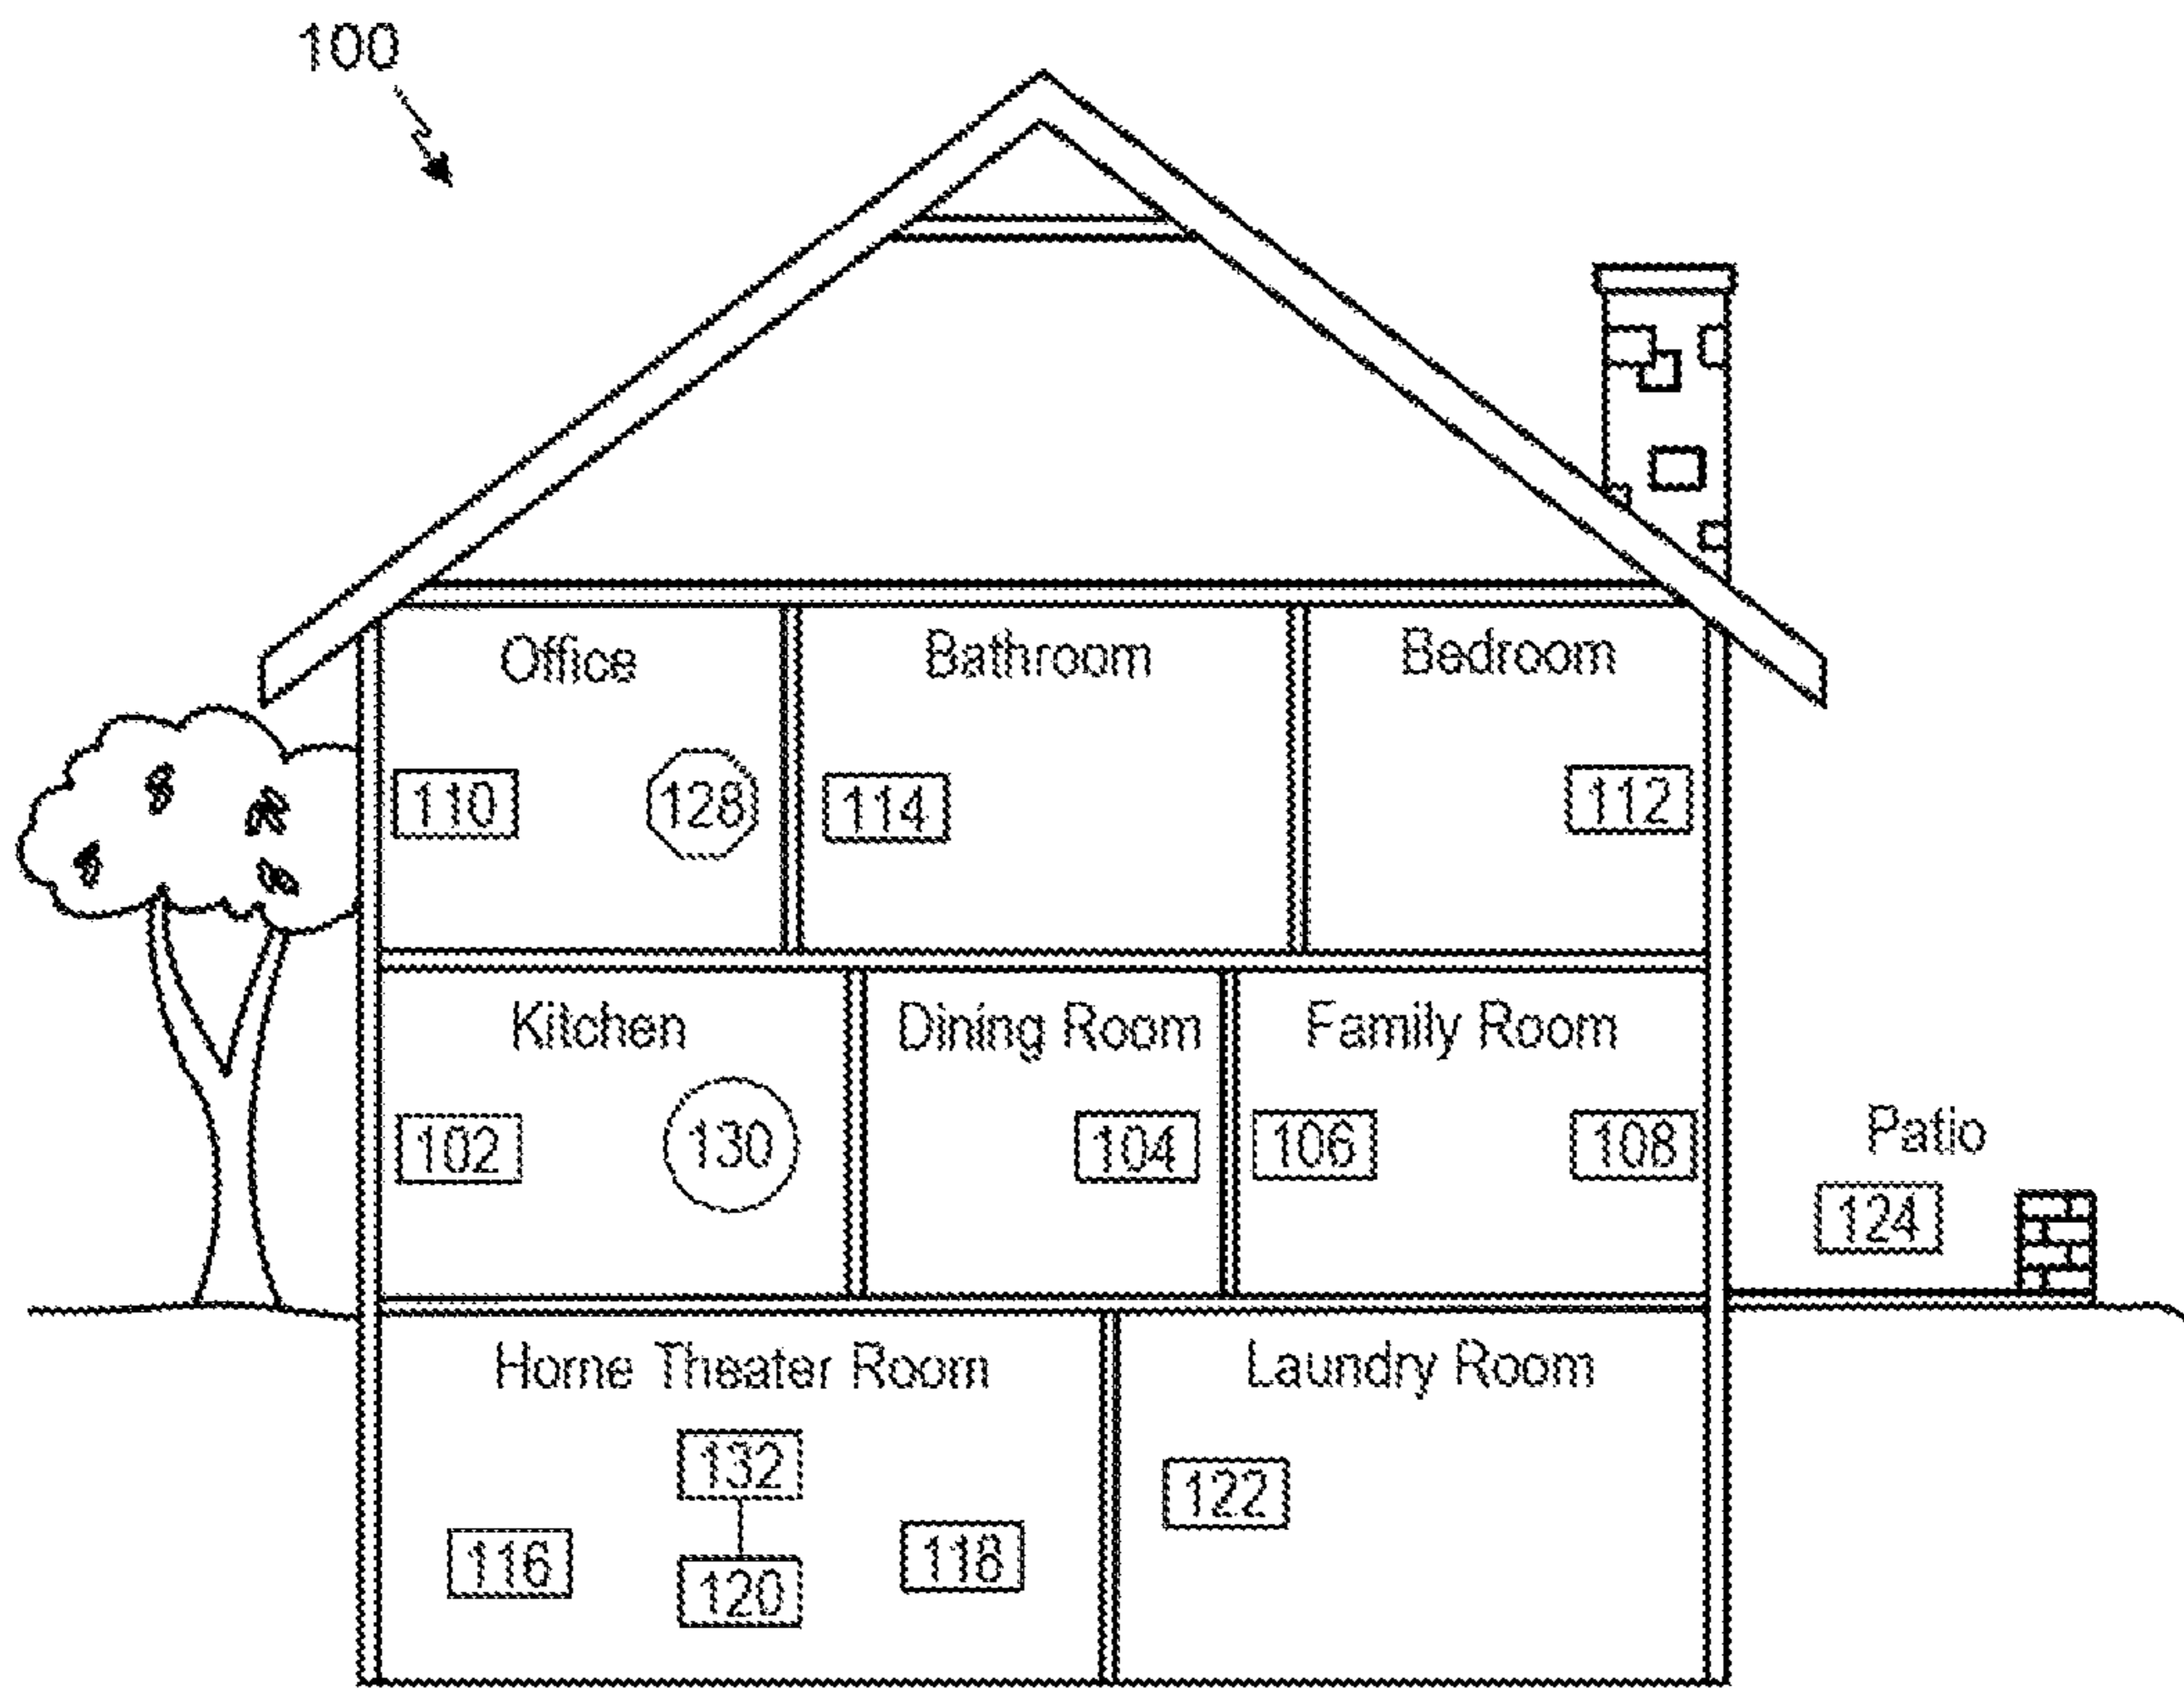 100
Office
Bathroom
Bedroom
110
128
114
112
Kitchen
Dining Room
Family Room
102
130
104
106
108
Patio
124
Home Theater Room
Laundry Room
132
122
116
118
120